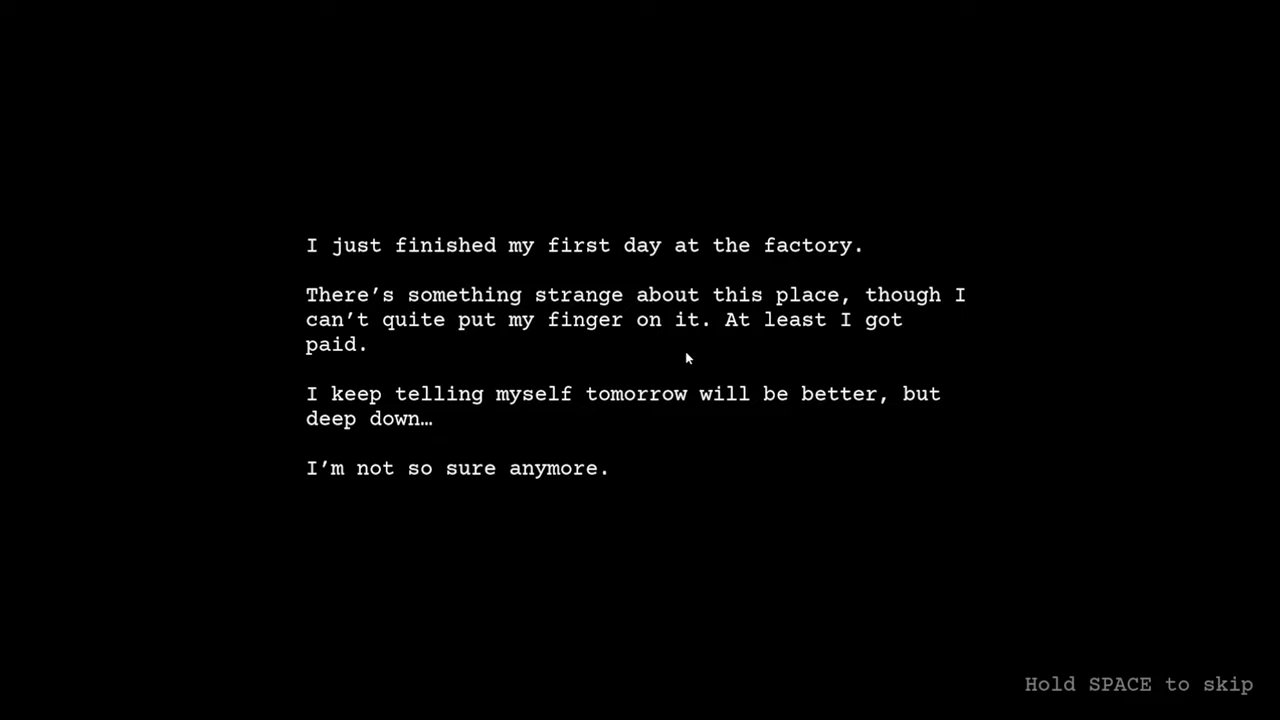 I just finished my first day at the factory.
There’s something strange about this place, though I
can’t quite put my finger on it. At least I got
paid.
I keep telling myself tomorrow will be better, but
deep down…
I’m not so sure anymore.
Hold SPACE to skip